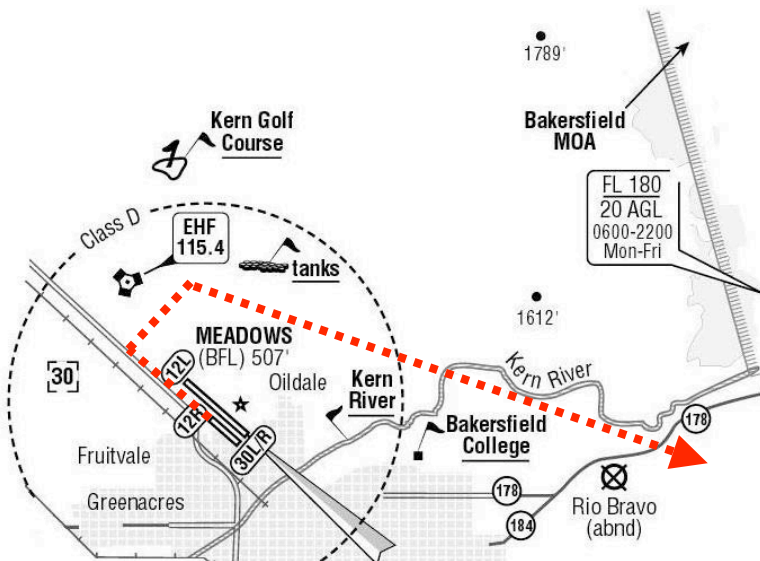 1789'
Kern Golf
Course
Bakersfield
MOA
FL 180
20 AGL
0600-2200
Mon-Fri
Class D
EHF
115.4
tanks
1612'
MEADOWS
(BFL) 507'
12L
30
Oildale
Kern
River
Kern River
12R
30L/R
Bakersfield
College
178
Fruitvale
Greenacres
178
184
Rio Bravo
(abnd)